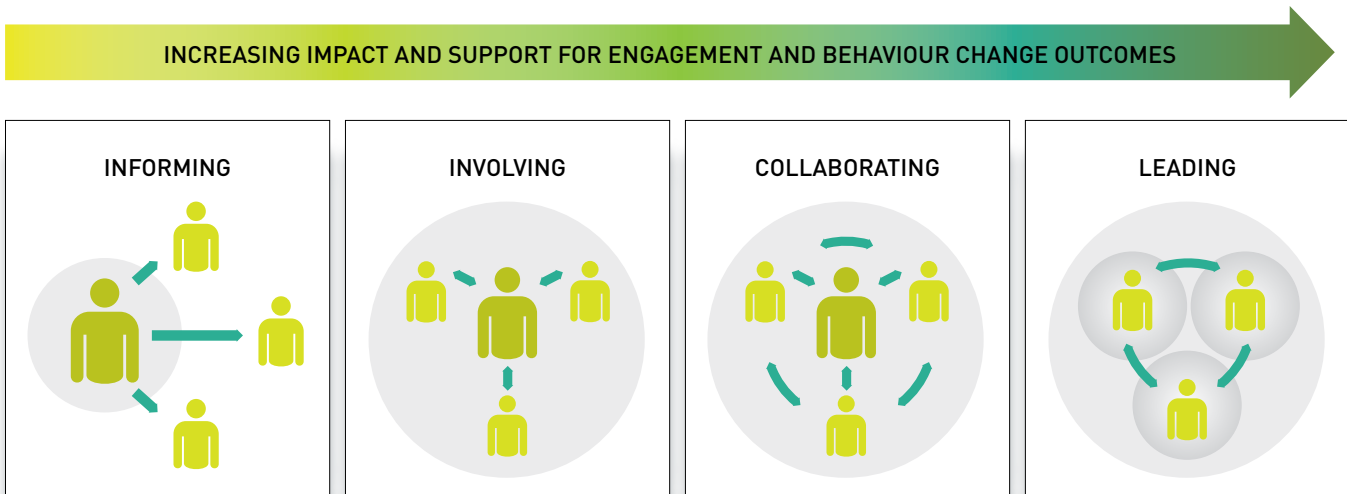 INCREASING IMPACT AND SUPPORT FOR ENGAGEMENT AND BEHAVIOUR CHANGE OUTCOMES
INFORMING
INVOLVING
COLLABORATING
LEADING